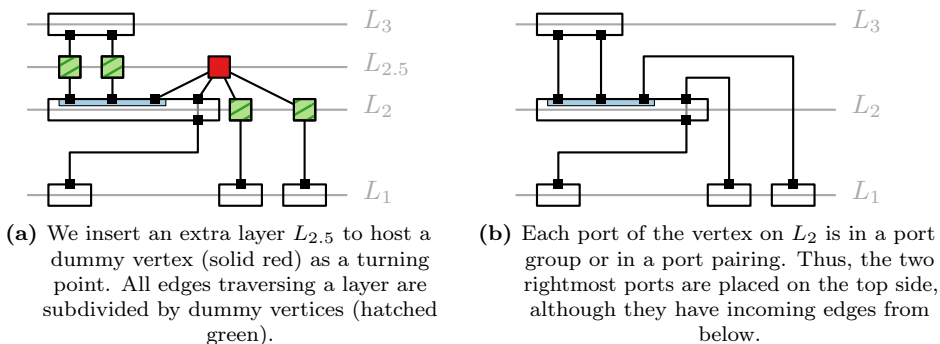 L3
L2.5
L2
L1
(a) We insert an extra layer L2.5 to host a
dummy vertex (solid red) as a turning
point. All edges traversing a layer are
subdivided by dummy vertices (hatched
green).
L3
L2
L1
(b) Each port of the vertex on L2 is in a port
group or in a port pairing. Thus, the two
rightmost ports are placed on the top side,
although they have incoming edges from
below.